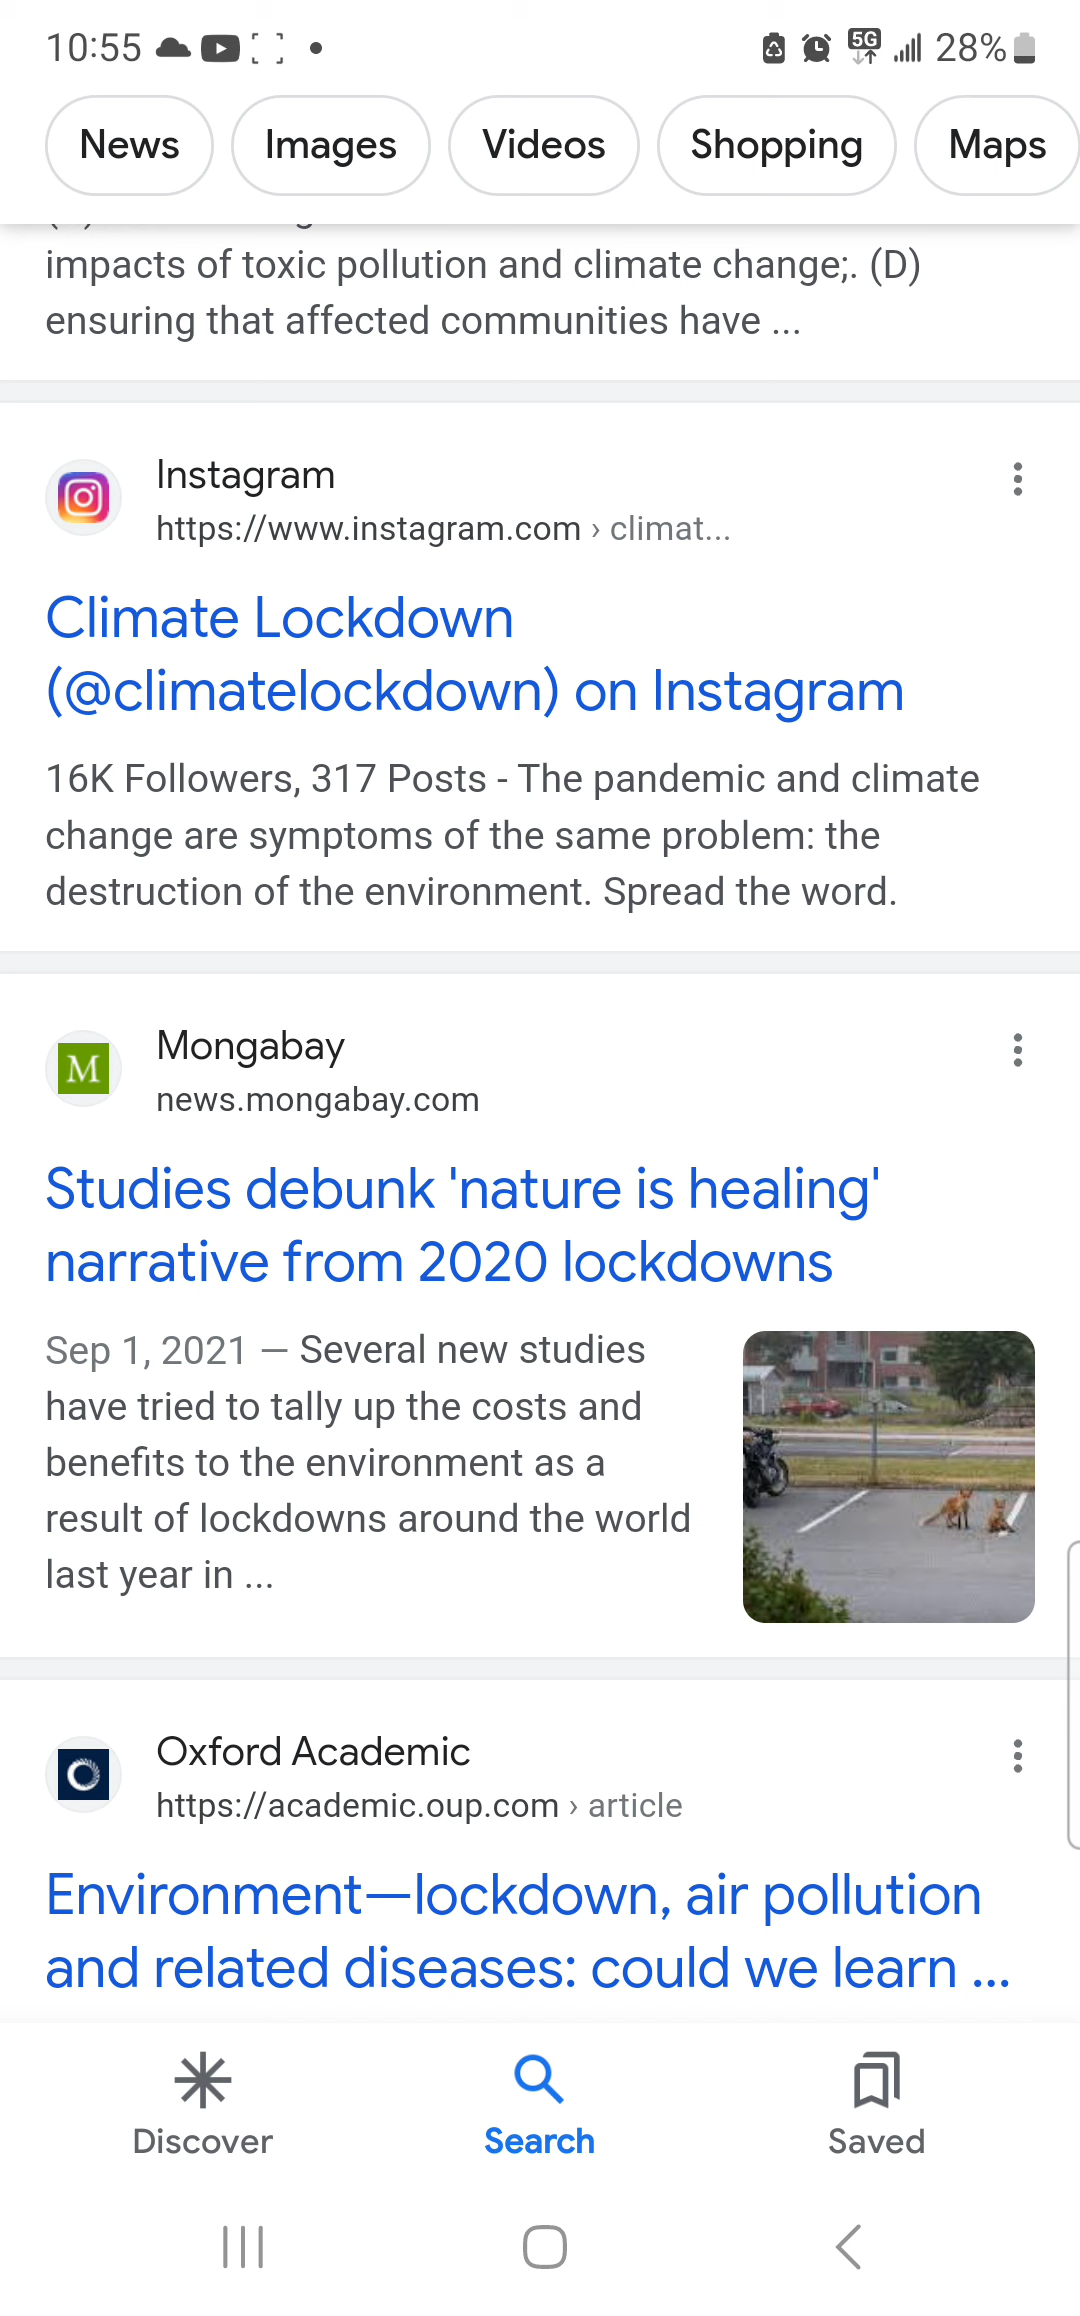 10:55
5G
28%
News
Images
Videos
Shopping
Maps
impacts of toxic pollution and climate change;. (D)
ensuring that affected communities have ...
Instagram
https://www.instagram.com › climat...
Climate Lockdown
(@climatelockdown) on Instagram
16K Followers, 317 Posts - The pandemic and climate
change are symptoms of the same problem: the
destruction of the environment. Spread the word.
M
Mongabay
news.mongabay.com
Studies debunk 'nature is healing'
narrative from 2020 lockdowns
Sep 1, 2021 — Several new studies
have tried to tally up the costs and
benefits to the environment as a
result of lockdowns around the world
last year in ...
Oxford Academic
https://academic.oup.com › article
Environment—lockdown, air pollution
and related diseases: could we learn ...
Discover
Search
Saved